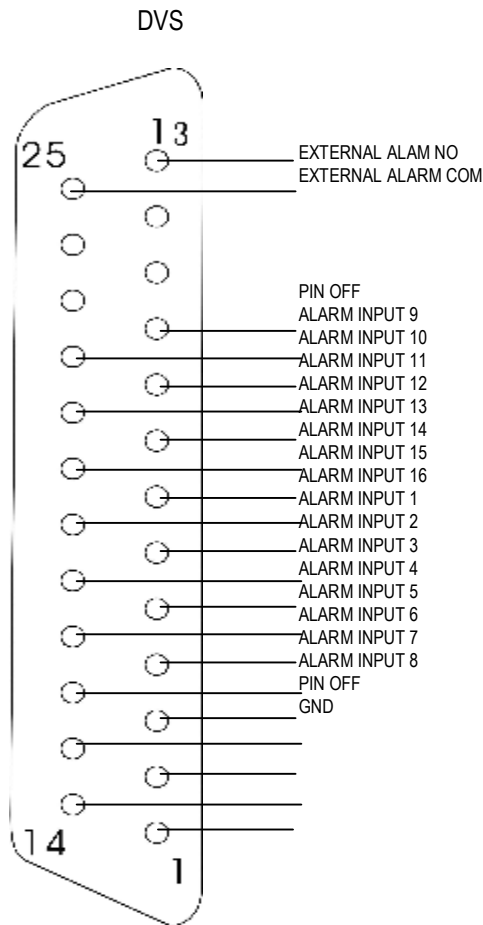 DVS
13
25
EXTERNAL ALAM NO
EXTERNAL ALARM COM
PIN OFF
ALARM INPUT 9
ALARM INPUT 10
ALARM INPUT 11
ALARM INPUT 12
ALARM INPUT 13
ALARM INPUT 14
ALARM INPUT 15
ALARM INPUT 16
ALARM INPUT 1
ALARM INPUT 2
ALARM INPUT 3
ALARM INPUT 4
ALARM INPUT 5
ALARM INPUT 6
ALARM INPUT 7
ALARM INPUT 8
PIN OFF
GND
14
1